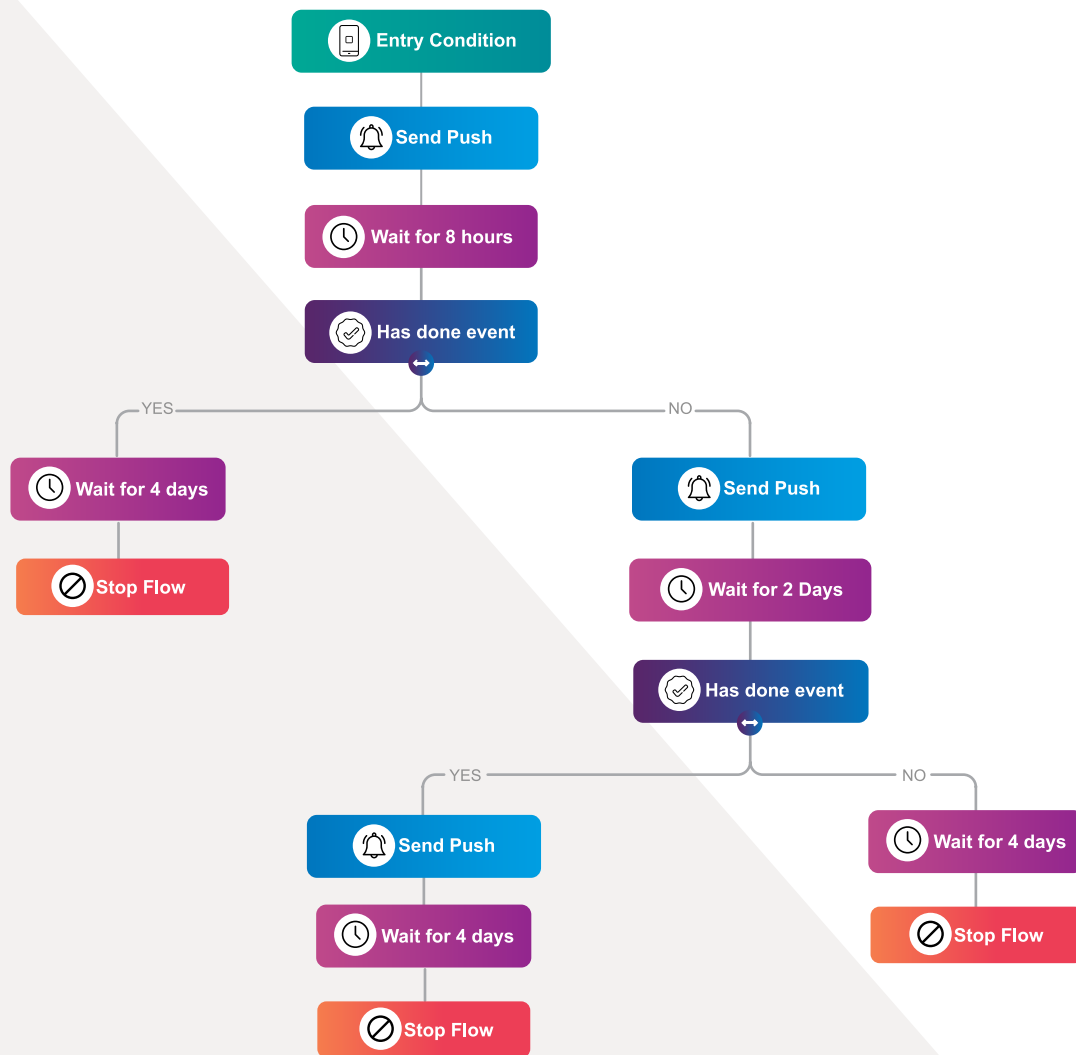 Entry Condition
Send Push
Wait for 8 hours
Has done event
YES
NO
Wait for 4 days
Send Push
Stop Flow
Wait for 2 Days
Has done event
YES
NO
Send Push
Wait for 4 days
Wait for 4 days
Stop Flow
Stop Flow